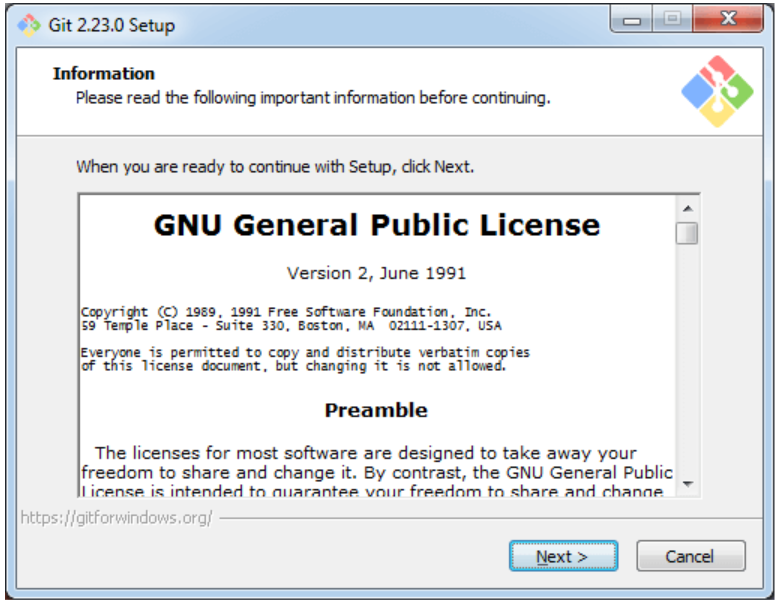 Git 2.23.0 Setup
Information
Please read the following important information before continuing.
When you are ready to continue with Setup, click Next.
GNU General Public License
Version 2, June 1991
Copyright (C) 1989, 1991 Free Software Foundation, Inc.
59 Temple Place - Suite 330, Boston, MA  02111-1307, USA
Everyone is permitted to copy and distribute verbatim copies
of this license document, but changing it is not allowed.
Preamble
The licenses for most software are designed to take away your
freedom to share and change it. By contrast, the GNU General Public
License is intended to guarantee your freedom to share and change
https://gitforwindows.org/
Next >
Cancel